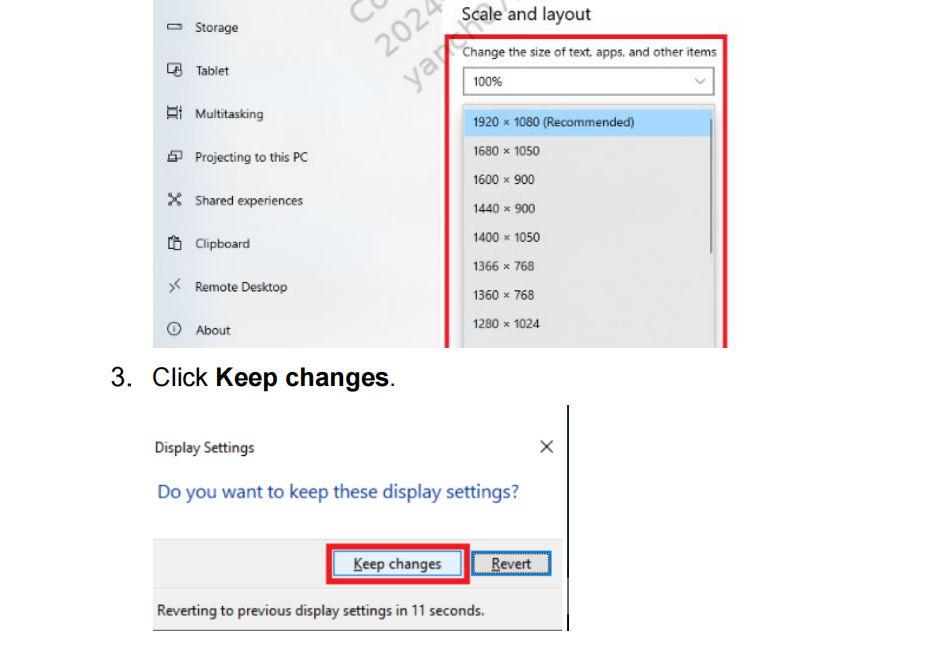 Scale and layout
Storage
Change the size of text, apps, and other items
Tablet
100%
Multitasking
1920 × 1080 (Recommended)
1680 × 1050
Projecting to this PC
1600 × 900
Shared experiences
1440 × 900
Clipboard
1400 × 1050
1366 × 768
Remote Desktop
1360 × 768
About
1280 × 1024
3. Click Keep changes.
Display Settings
Do you want to keep these display settings?
Keep changes
Revert
Reverting to previous display settings in 11 seconds.
2024